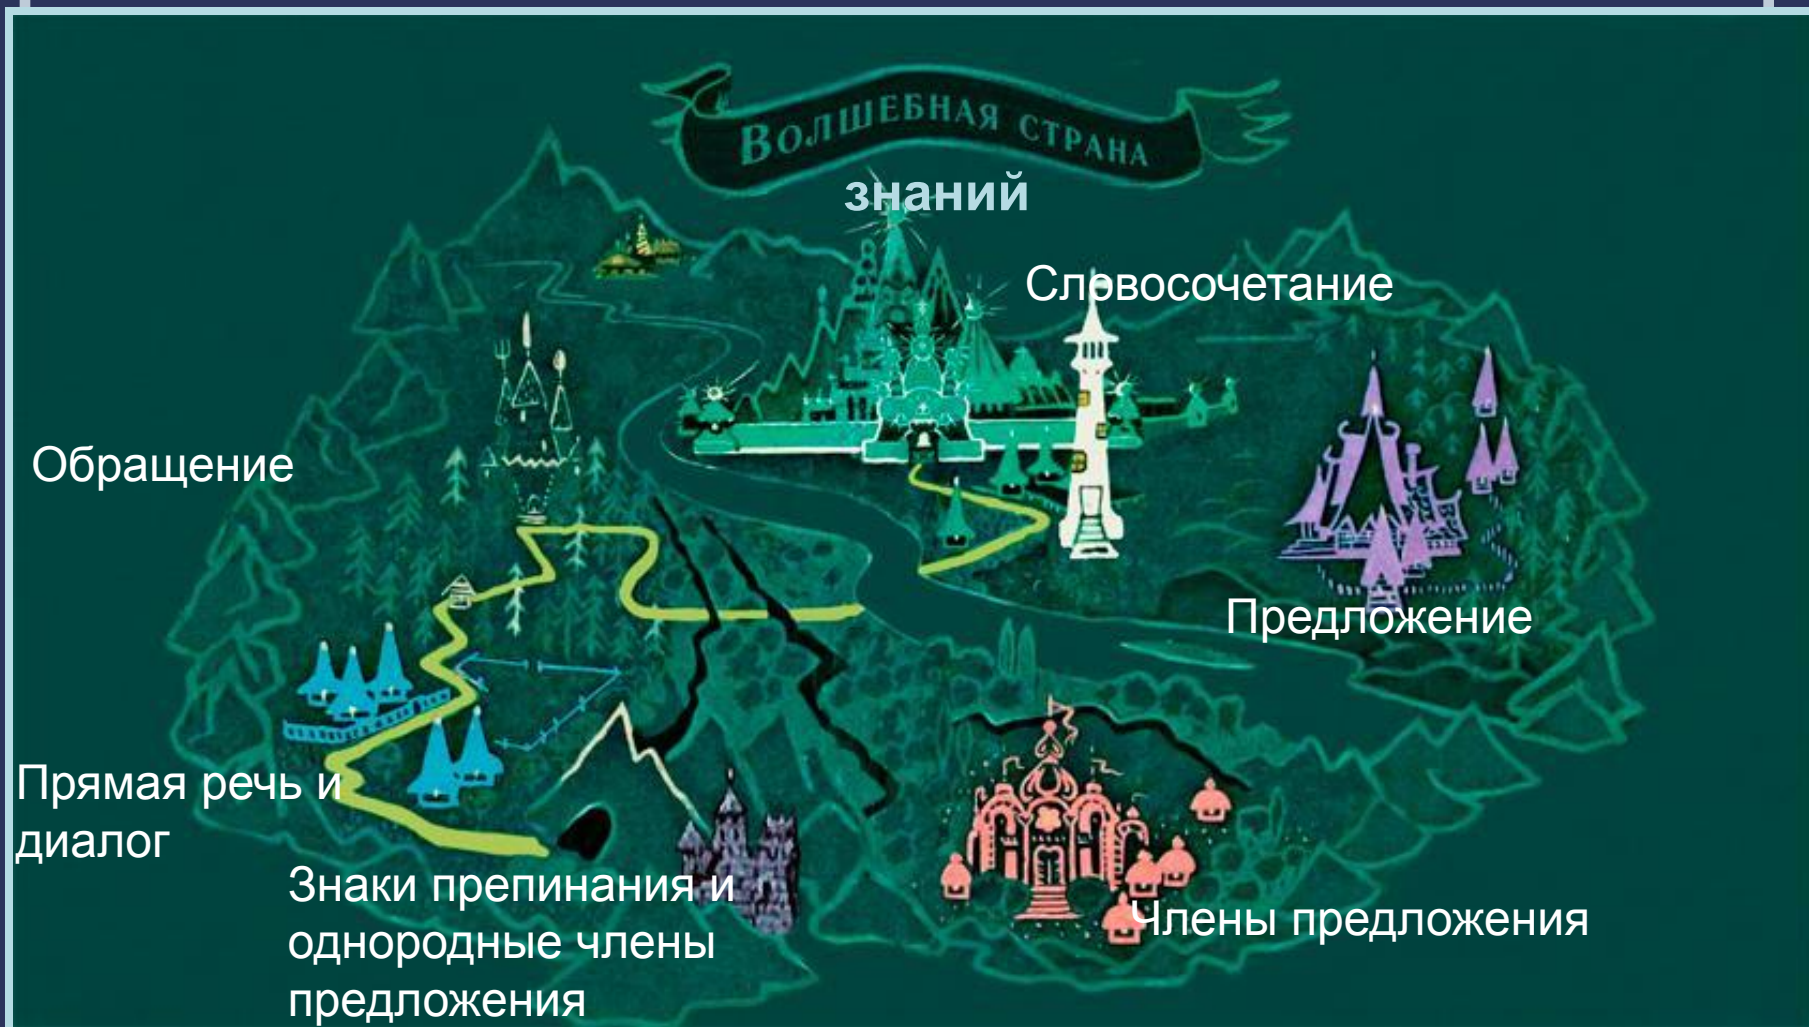 ВОЛШЕБНАЯ СТРАНА
знаний
Словосочетание
Обращение
Предложение
Прямая речь и
диалог
Знаки препинания и
однородные члены
предложения
Члены предложения